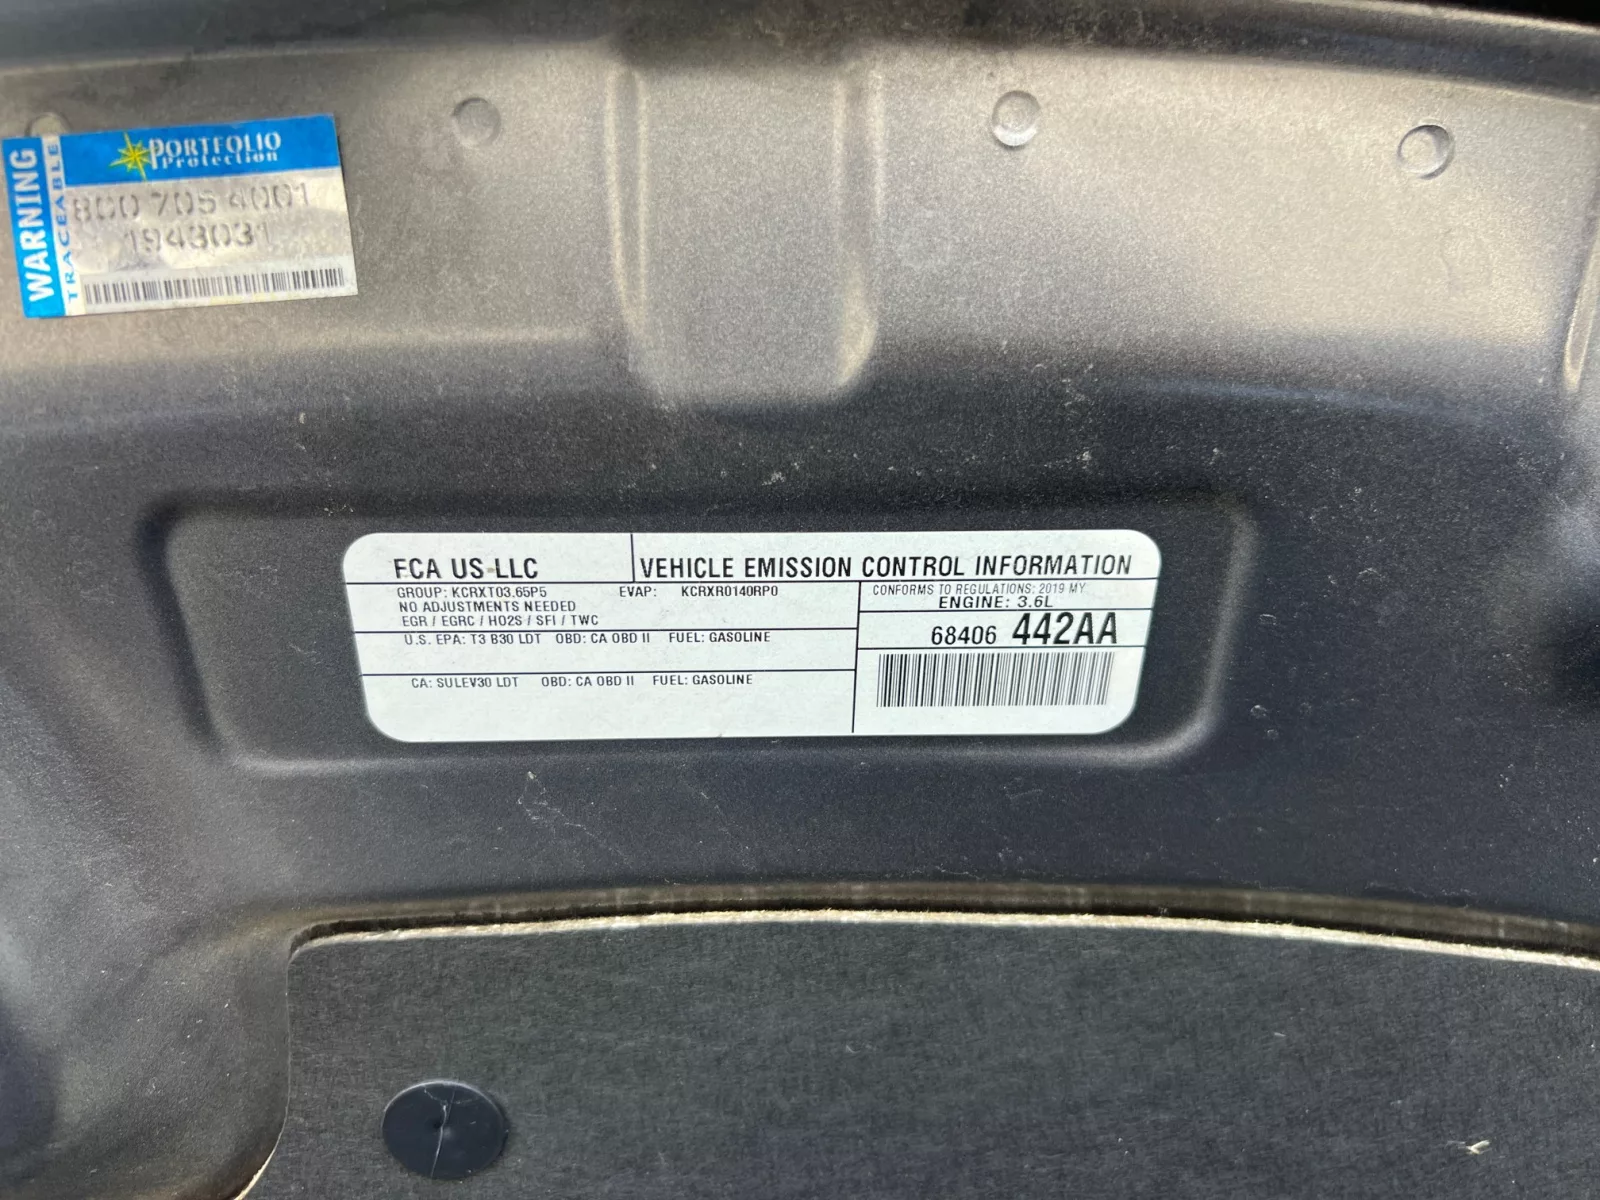 WARNING
TRACEABLE
PORTFOLIO
Protection
800 705 4001
1943031
FCA US LLC
VEHICLE EMISSION CONTROL INFORMATION
GROUP: KCRXT03.65P5 EVAP: KCRXR0140RP0
NO ADJUSTMENTS NEEDED
EGR / EGRC / HO2S / SFI / TWC
U.S. EPA: T3 B30 LDT OBD: CA OBD II FUEL: GASOLINE
CA: SULEV30 LDT OBD: CA OBD II FUEL: GASOLINE
CONFORMS TO REGULATIONS: 2019 MY
ENGINE: 3.6L
68406 442AA